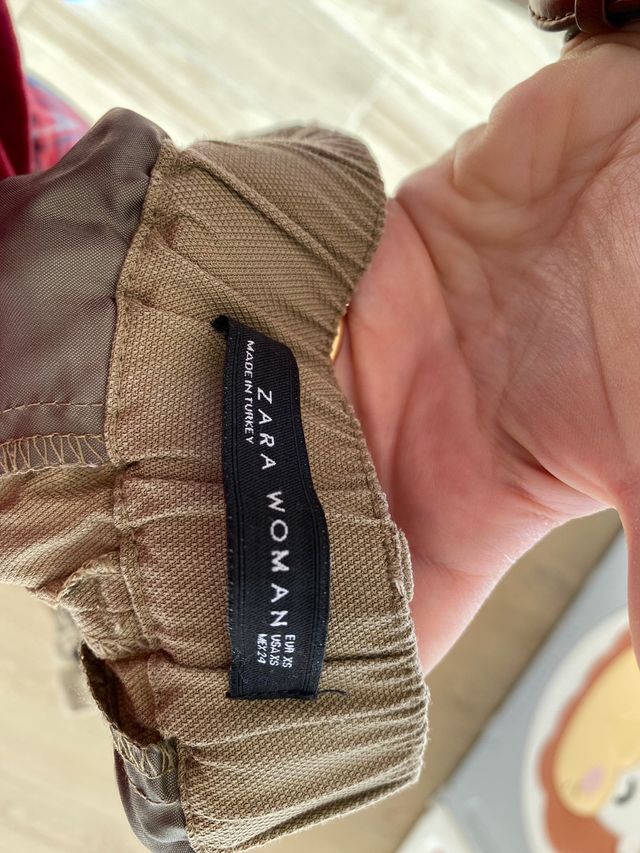 ZARA WOMAN
MADE IN TURKEY
EUR XS
USA XS
MEX 24